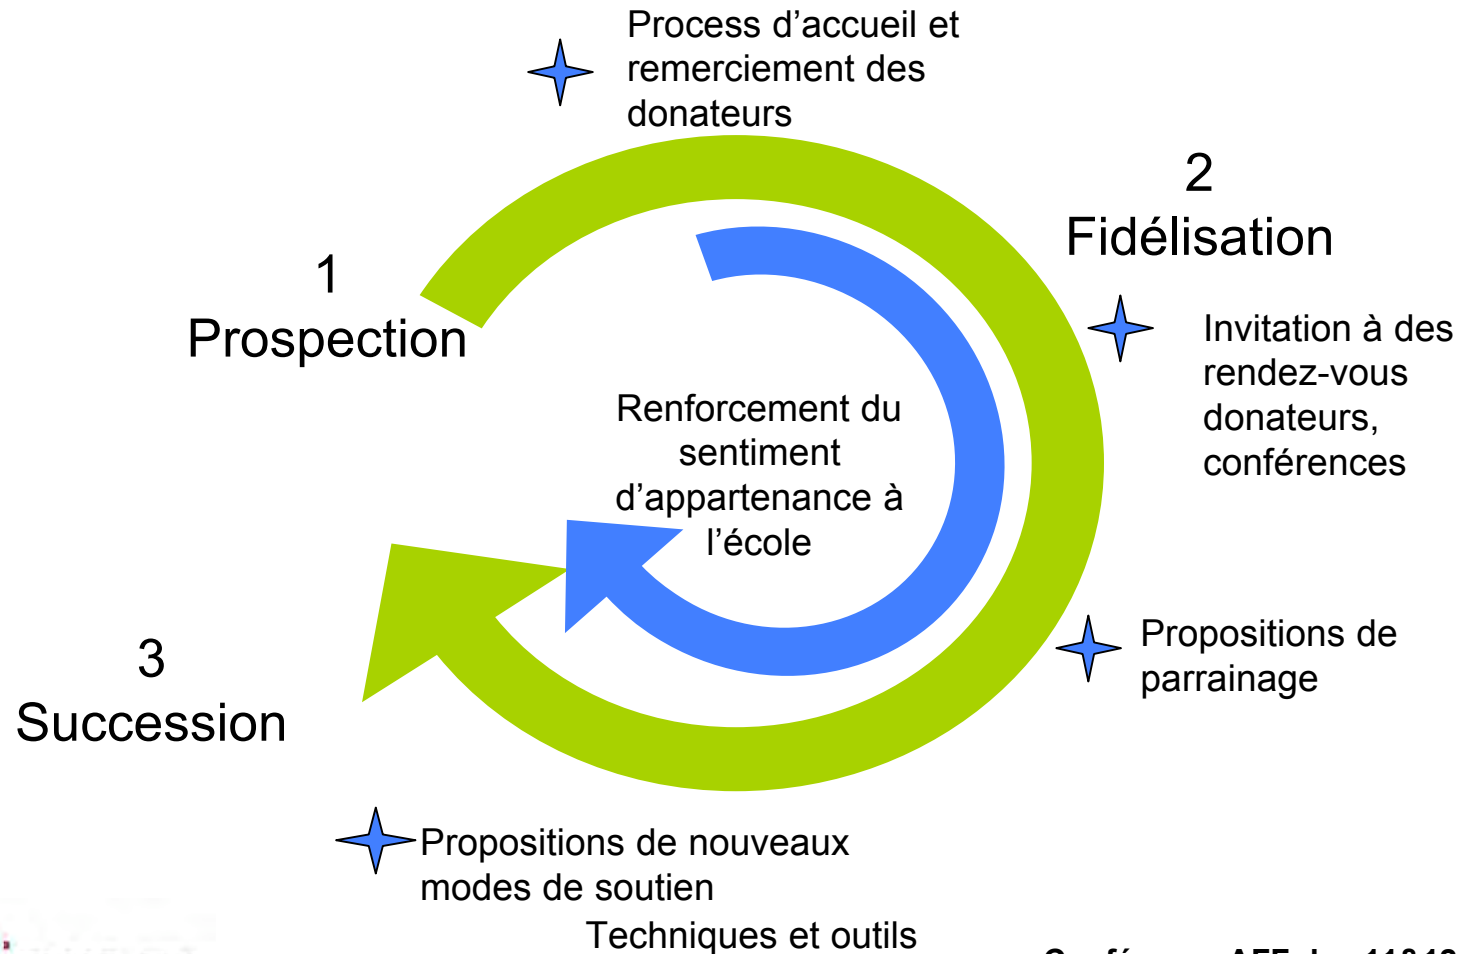 Process d’accueil et
remerciement des
donateurs
2
Fidélisation
1
Prospection
Invitation à des
rendez-vous
donateurs,
conférences
Renforcement du
sentiment
d’appartenance à
l’école
Propositions de
parrainage
3
Succession
Propositions de nouveaux
modes de soutien
Techniques et outils